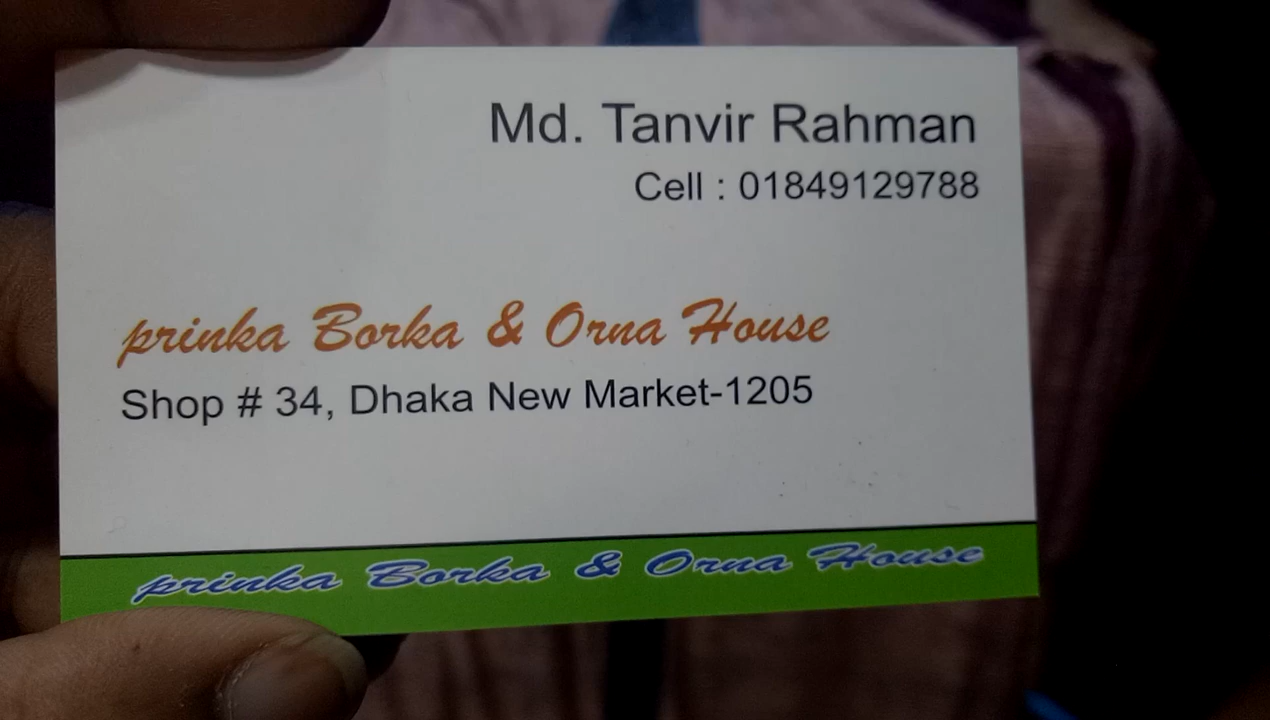 Md. Tanvir Rahman
Cell : 01849129788
prinka Borka & Orna House
Shop # 34, Dhaka New Market-1205
prinka Borka & Orna House